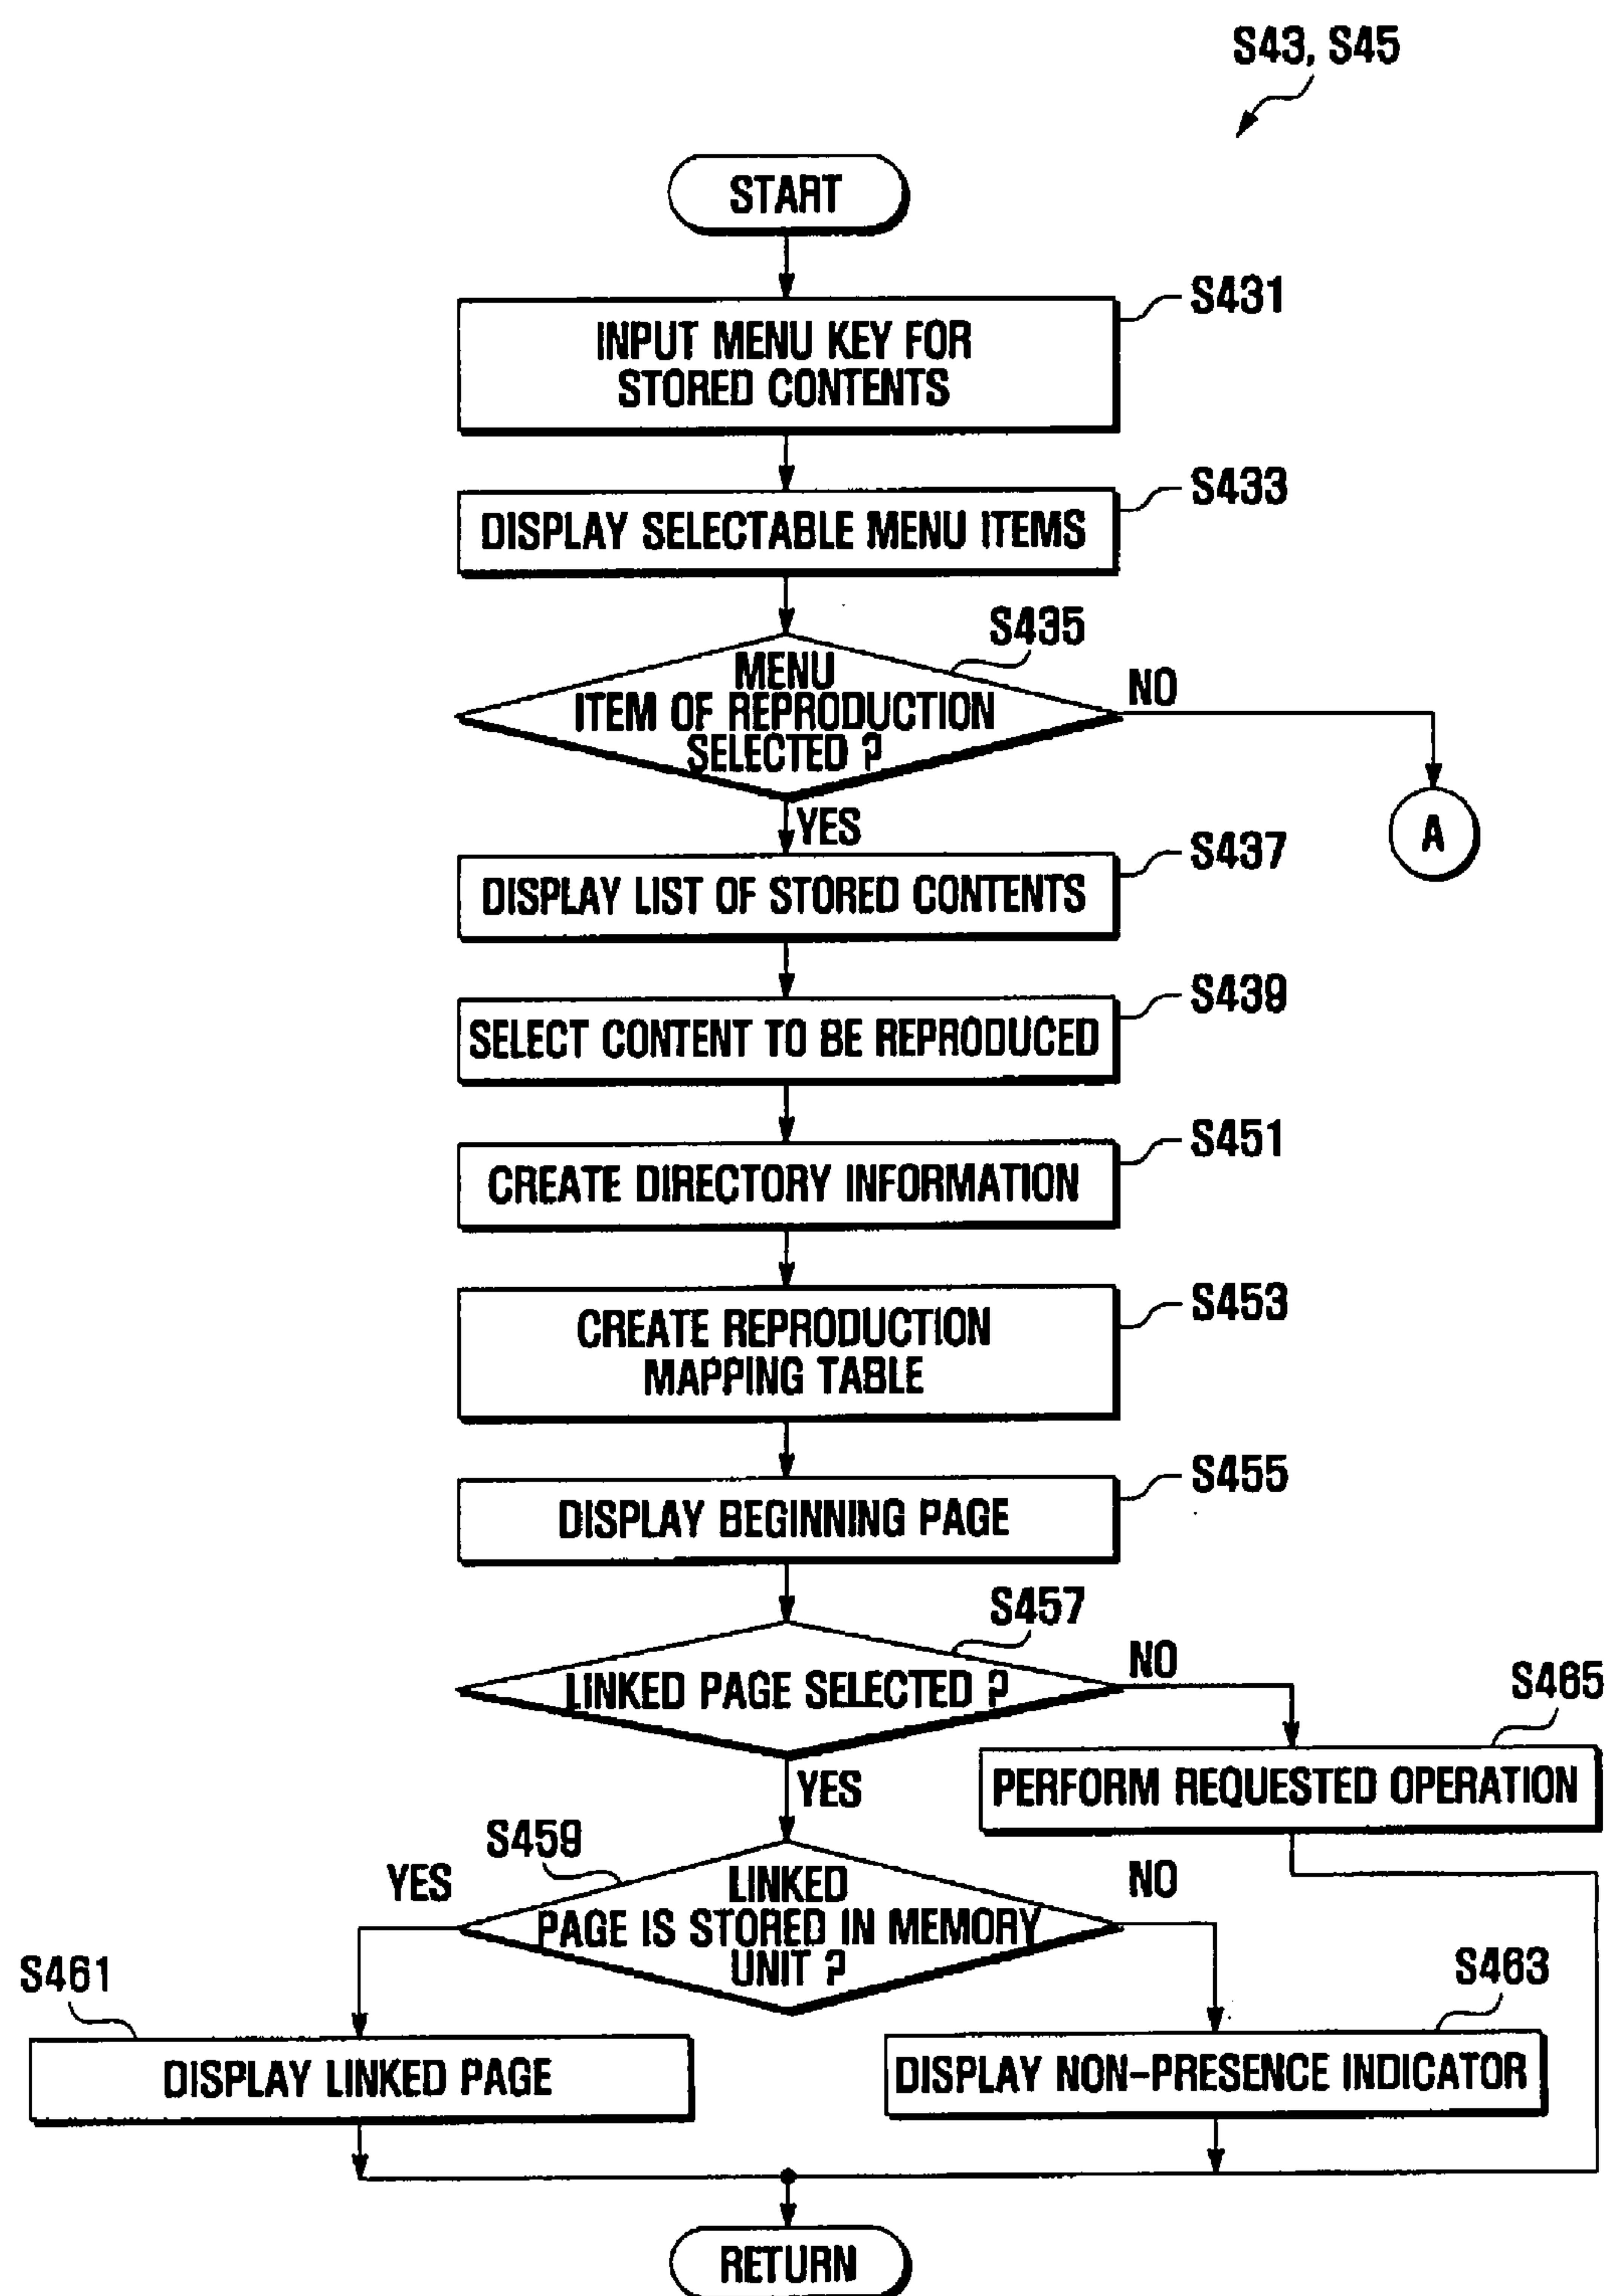 S43, S45
START
S431
INPUT MENU KEY FOR
STORED CONTENTS
S433
DISPLAY SELECTABLE MENU ITEMS
S435
MENU
ITEM OF REPRODUCTION
SELECTED ?
NO
A
YES
S437
DISPLAY LIST OF STORED CONTENTS
S439
SELECT CONTENT TO BE REPRODUCED
S451
CREATE DIRECTORY INFORMATION
S453
CREATE REPRODUCTION
MAPPING TABLE
S455
DISPLAY BEGINNING PAGE
S457
LINKED PAGE SELECTED ?
NO
S465
PERFORM REQUESTED OPERATION
YES
S459
LINKED
PAGE IS STORED IN MEMORY
UNIT ?
YES
NO
S461
DISPLAY LINKED PAGE
S463
DISPLAY NON-PRESENCE INDICATOR
RETURN